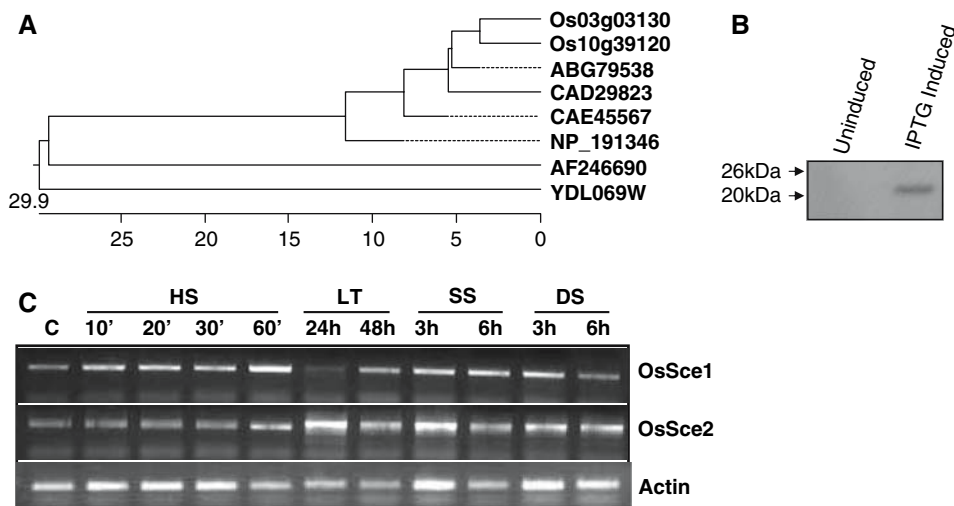 A
Os03g03130
Os10g39120
ABG79538
CAD29823
CAE45567
NP_191346
AF246690
YDL069W
29.9
25 20 15 10 5 0
B
Uninduced
IPTG Induced
26kDa
20kDa
C
HS LT SS DS
C 10’ 20’ 30’ 60’ 24h 48h 3h 6h 3h 6h
OsSce1
OsSce2
Actin